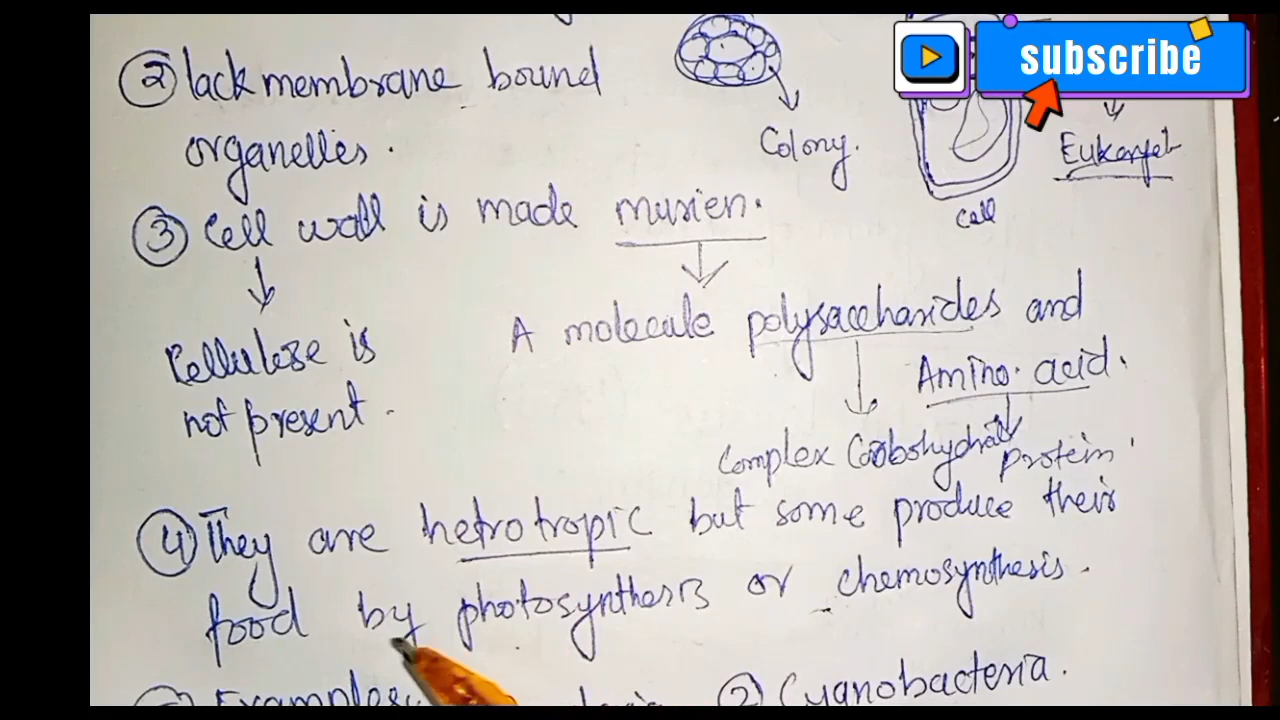 ② lack membrane bound
organelles.
Colony.
subscribe
Eukaryot
Cell
③ Cell wall is made murien.
Cellulose is
not present.
A molecule polysaccharides and
Amino. acid.
Complex Carbohydrate
protein.
④ They are hetrotropic but some produce their
food by photosynthesis or chemosynthesis.
Examples
② Cyanobacteria.